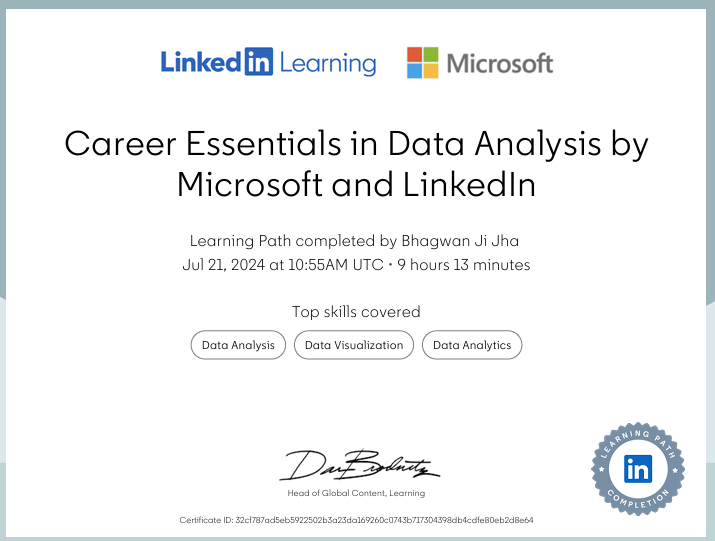 Linked in Learning
Microsoft
Career Essentials in Data Analysis by
Microsoft and LinkedIn
Learning Path completed by Bhagwan Ji Jha
Jul 21, 2024 at 10:55AM UTC • 9 hours 13 minutes
Top skills covered
Data Analysis
Data Visualization
Data Analytics
Head of Global Content, Learning
LEARNING PATH
in
COMPLETION
Certificate ID: 32cf787ad5eb5922502b3a23da169260c0743b717304398db4cdfe80eb2d8e64